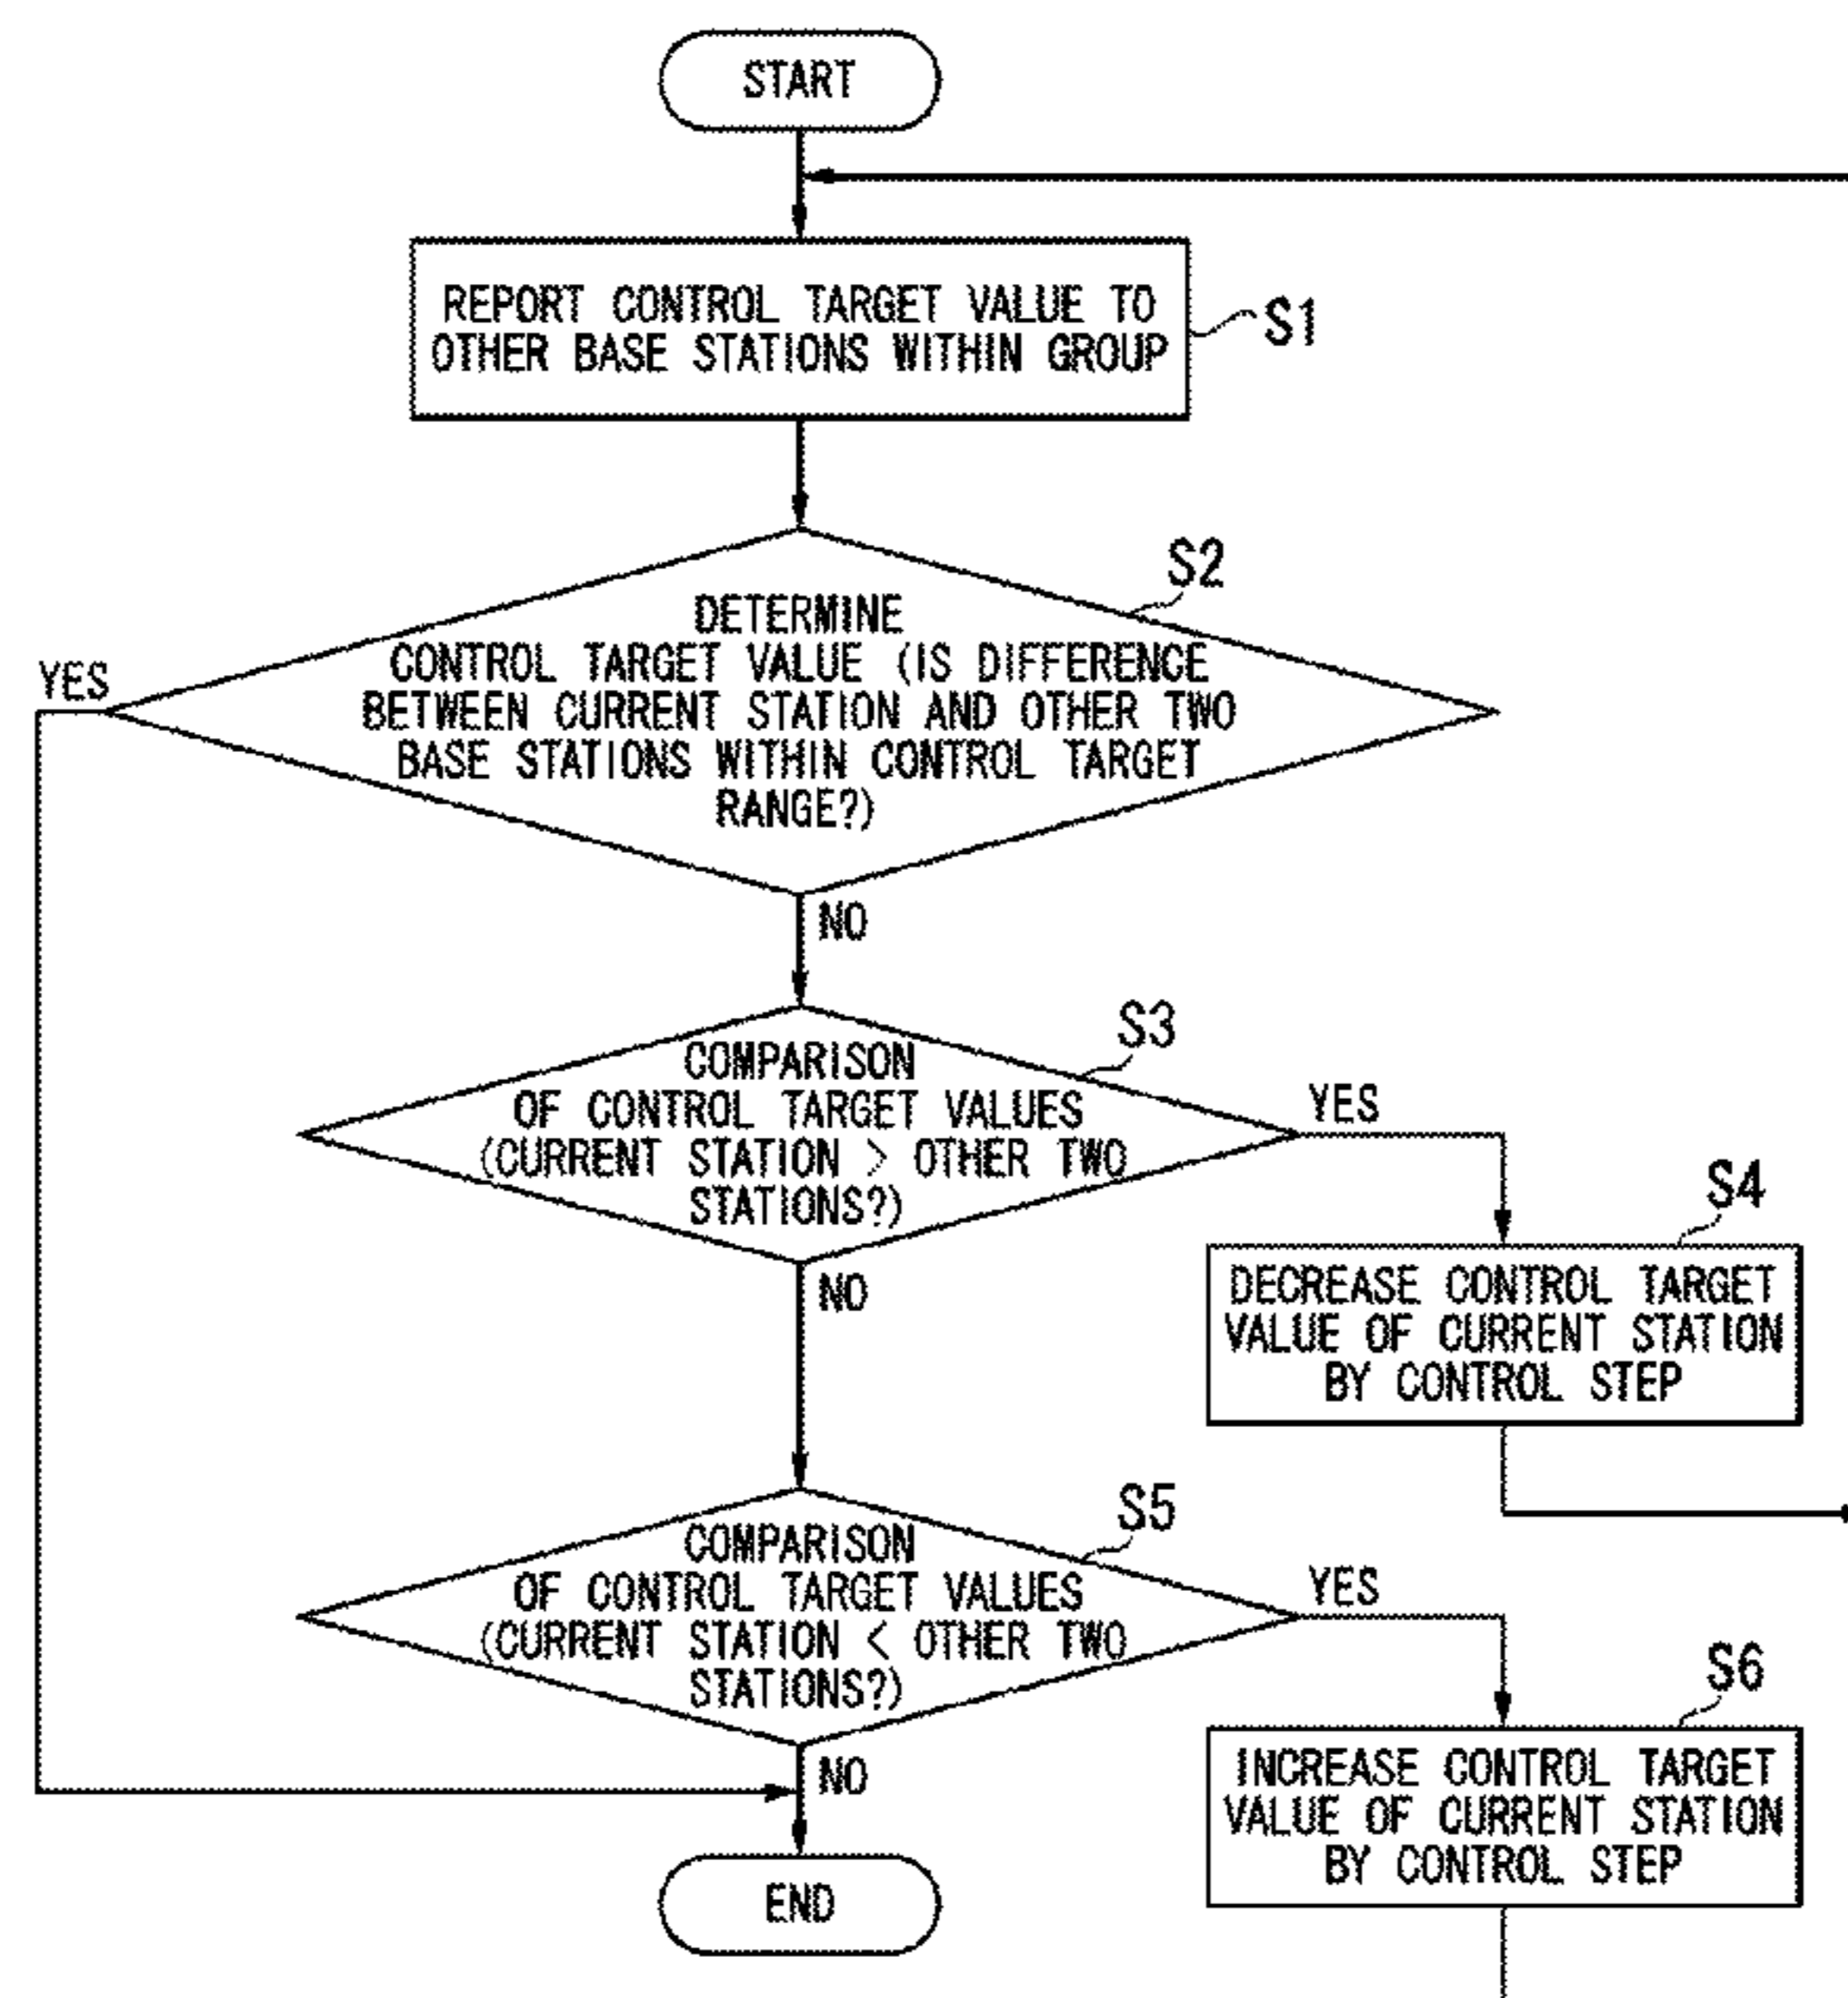 START
REPORT CONTROL TARGET VALUE TO
OTHER BASE STATIONS WITHIN GROUP
S1
S2
DETERMINE
CONTROL TARGET VALUE (IS DIFFERENCE
BETWEEN CURRENT STATION AND OTHER TWO
BASE STATIONS WITHIN CONTROL TARGET
RANGE?)
YES
NO
S3
COMPARISON
OF CONTROL TARGET VALUES
(CURRENT STATION > OTHER TWO
STATIONS?)
YES
NO
S4
DECREASE CONTROL TARGET
VALUE OF CURRENT STATION
BY CONTROL STEP
S5
COMPARISON
OF CONTROL TARGET VALUES
(CURRENT STATION < OTHER TWO
STATIONS?)
YES
NO
S6
INCREASE CONTROL TARGET
VALUE OF CURRENT STATION
BY CONTROL STEP
END